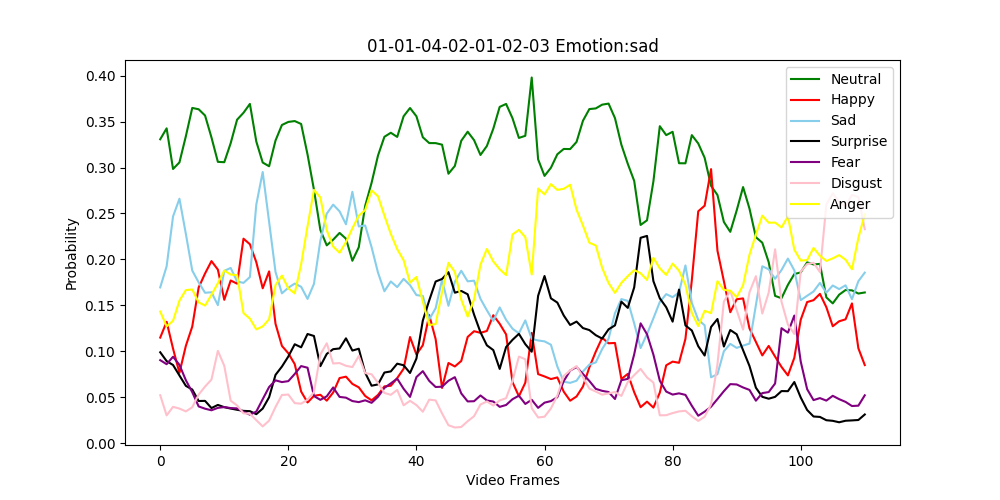 01-01-04-02-01-02-03 Emotion:sad
Probability
0.40
0.35
0.30
0.25
0.20
0.15
0.10
0.05
0.00
Neutral
Happy
Sad
Surprise
Fear
Disgust
Anger
0 20 40 60 80 100
Video Frames